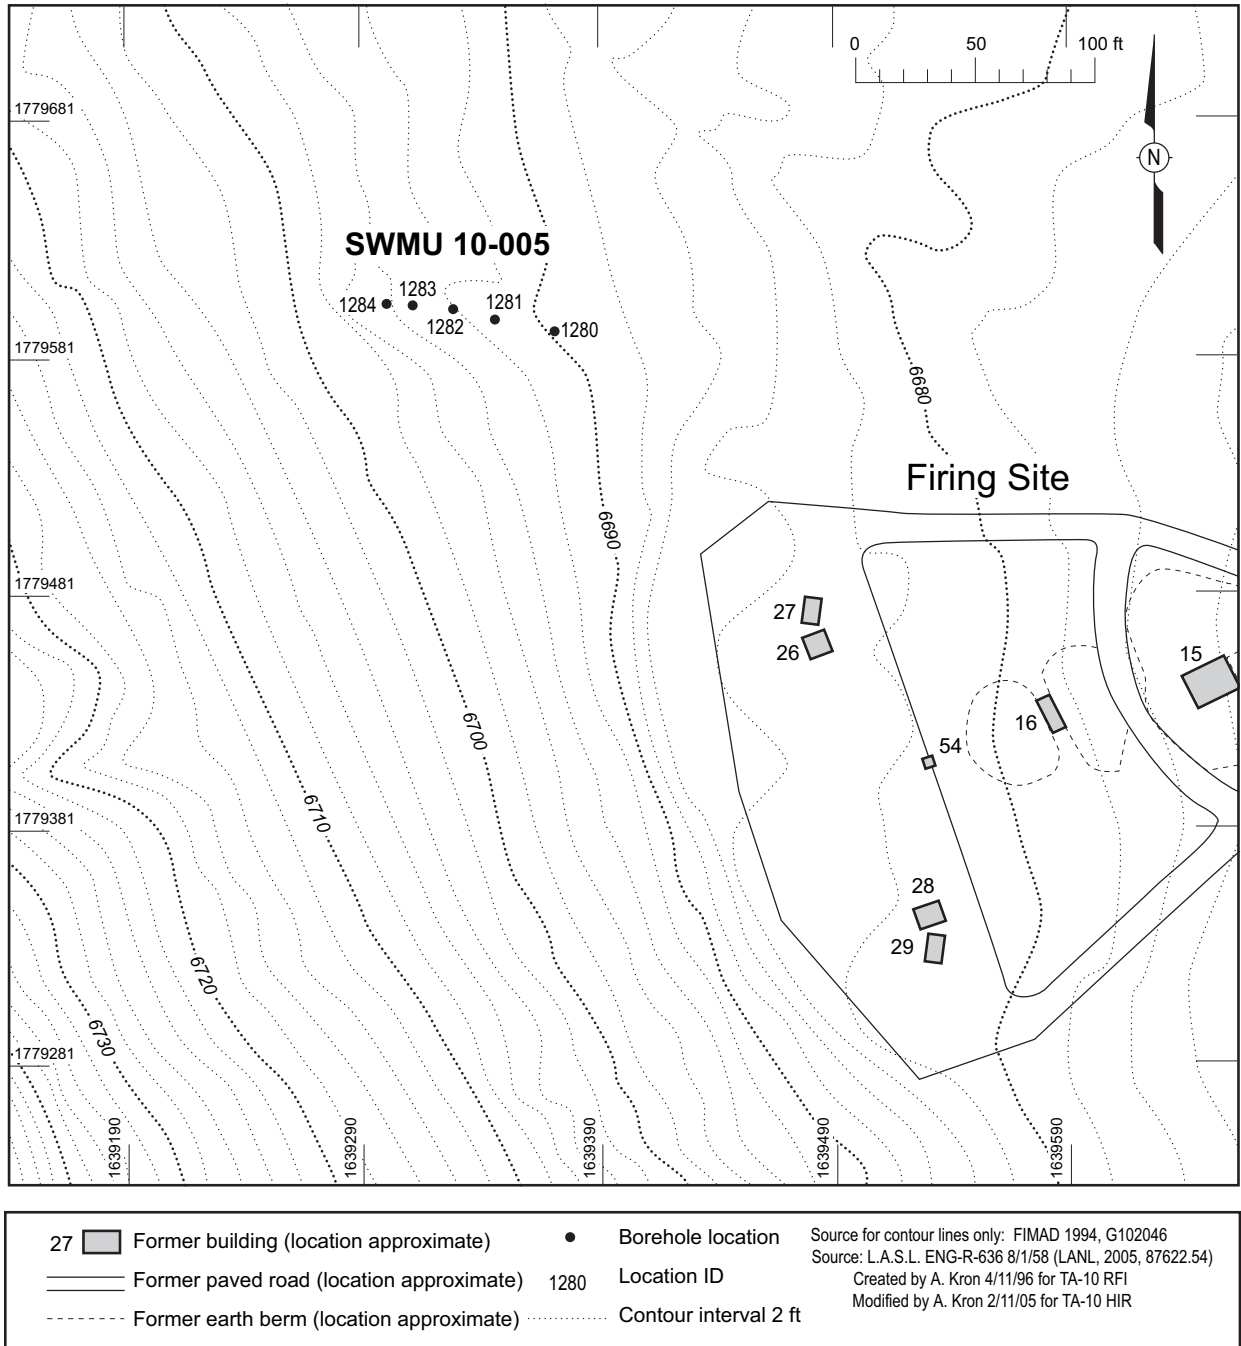 0 50 100 ft
1779681
N
SWMU 10-005
1284
1283
1282
1281
1280
1779581
6680
Firing Site
6690
1779481
27
26
15
16
54
6700
6710
1779381
28
29
6720
6730
1779281
1639190
1639290
1639390
1639490
1639590
27 Former building (location approximate)
Former paved road (location approximate)
Former earth berm (location approximate)
Borehole location
1280 Location ID
Contour interval 2 ft
Source for contour lines only: FIMAD 1994, G102046
Source: L.A.S.L. ENG-R-636 8/1/58 (LANL, 2005, 87622.54)
Created by A. Kron 4/11/96 for TA-10 RFI
Modified by A. Kron 2/11/05 for TA-10 HIR